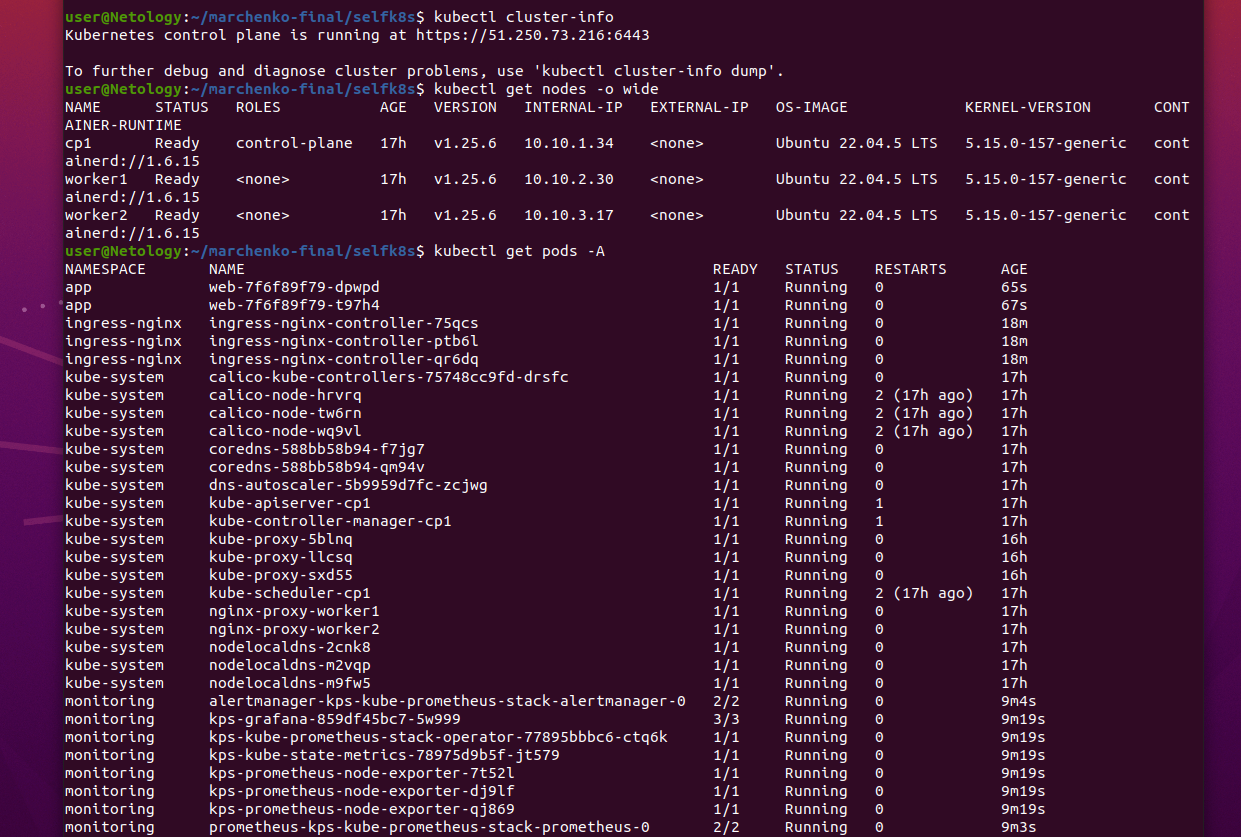 user@Netology:~/marchenko-final/selfk8s$ kubectl cluster-info
Kubernetes control plane is running at https://51.250.73.216:6443
To further debug and diagnose cluster problems, use 'kubectl cluster-info dump'.
user@Netology:~/marchenko-final/selfk8s$ kubectl get nodes -o wide
NAME      STATUS   ROLES           AGE   VERSION   INTERNAL-IP   EXTERNAL-IP   OS-IMAGE             KERNEL-VERSION       CONT
AINER-RUNTIME
cp1       Ready    control-plane   17h   v1.25.6   10.10.1.34    <none>        Ubuntu 22.04.5 LTS   5.15.0-157-generic   cont
ainerd://1.6.15
worker1   Ready    <none>          17h   v1.25.6   10.10.2.30    <none>        Ubuntu 22.04.5 LTS   5.15.0-157-generic   cont
ainerd://1.6.15
worker2   Ready    <none>          17h   v1.25.6   10.10.3.17    <none>        Ubuntu 22.04.5 LTS   5.15.0-157-generic   cont
ainerd://1.6.15
user@Netology:~/marchenko-final/selfk8s$ kubectl get pods -A
NAMESPACE       NAME                                                    READY   STATUS    RESTARTS      AGE
app             web-7f6f89f79-dpwpd                                     1/1     Running   0             65s
app             web-7f6f89f79-t97h4                                     1/1     Running   0             67s
ingress-nginx   ingress-nginx-controller-75qcs                          1/1     Running   0             18m
ingress-nginx   ingress-nginx-controller-ptb6l                          1/1     Running   0             18m
ingress-nginx   ingress-nginx-controller-qr6dq                          1/1     Running   0             18m
kube-system     calico-kube-controllers-75748cc9fd-drsfc                1/1     Running   0             17h
kube-system     calico-node-hrvrq                                       1/1     Running   2 (17h ago)   17h
kube-system     calico-node-tw6rn                                       1/1     Running   2 (17h ago)   17h
kube-system     calico-node-wq9vl                                       1/1     Running   2 (17h ago)   17h
kube-system     coredns-588bb58b94-f7jg7                                1/1     Running   0             17h
kube-system     coredns-588bb58b94-qm94v                                1/1     Running   0             17h
kube-system     dns-autoscaler-5b9959d7fc-zcjwg                         1/1     Running   0             17h
kube-system     kube-apiserver-cp1                                      1/1     Running   1             17h
kube-system     kube-controller-manager-cp1                             1/1     Running   1             17h
kube-system     kube-proxy-5blnq                                        1/1     Running   0             16h
kube-system     kube-proxy-llcsq                                        1/1     Running   0             16h
kube-system     kube-proxy-sxd55                                        1/1     Running   0             16h
kube-system     kube-scheduler-cp1                                      1/1     Running   2 (17h ago)   17h
kube-system     nginx-proxy-worker1                                     1/1     Running   0             17h
kube-system     nginx-proxy-worker2                                     1/1     Running   0             17h
kube-system     nodelocaldns-2cnk8                                      1/1     Running   0             17h
kube-system     nodelocaldns-m2vqp                                      1/1     Running   0             17h
kube-system     nodelocaldns-m9fw5                                      1/1     Running   0             17h
monitoring      alertmanager-kps-kube-prometheus-stack-alertmanager-0   2/2     Running   0             9m4s
monitoring      kps-grafana-859df45bc7-5w999                            3/3     Running   0             9m19s
monitoring      kps-kube-prometheus-stack-operator-77895bbbc6-ctq6k     1/1     Running   0             9m19s
monitoring      kps-kube-state-metrics-78975d9b5f-jt579                 1/1     Running   0             9m19s
monitoring      kps-prometheus-node-exporter-7t52l                      1/1     Running   0             9m19s
monitoring      kps-prometheus-node-exporter-dj9lf                      1/1     Running   0             9m19s
monitoring      kps-prometheus-node-exporter-qj869                      1/1     Running   0             9m19s
monitoring      prometheus-kps-kube-prometheus-stack-prometheus-0       2/2     Running   0             9m3s